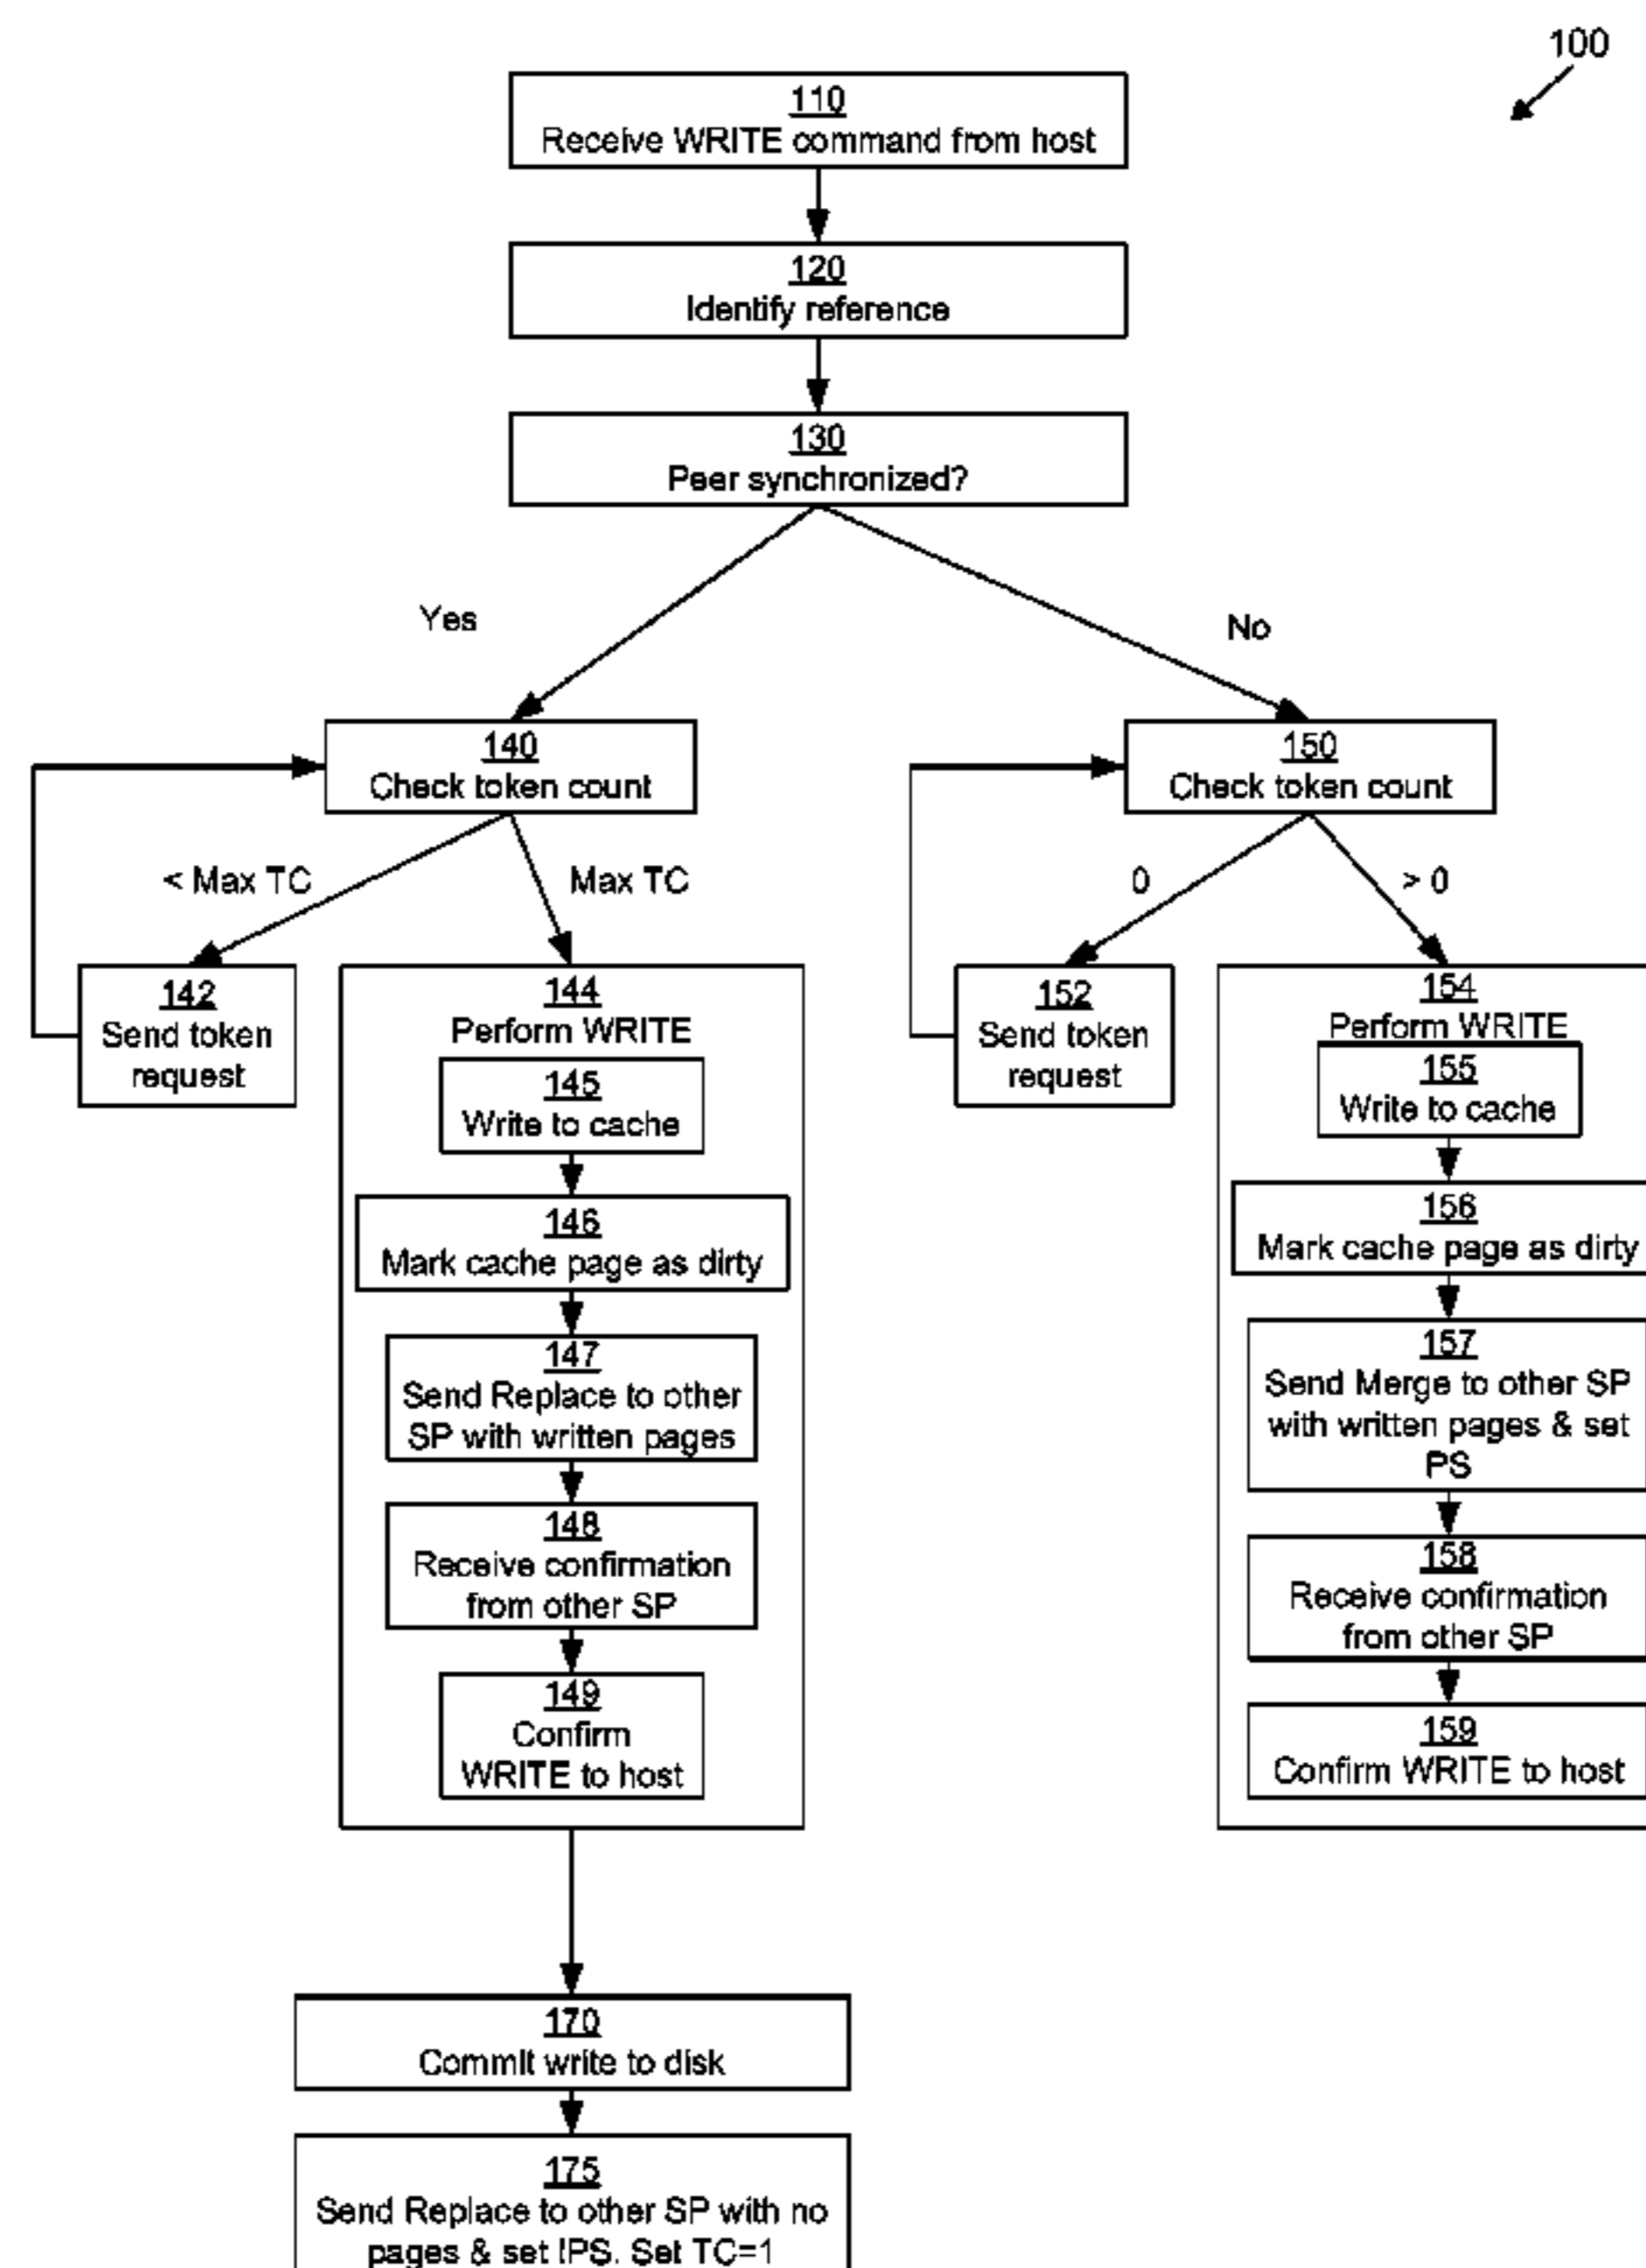 100
110
Receive WRITE command from host
120
Identify reference
130
Peer synchronized?
Yes
No
140
Check token count
150
Check token count
< Max TC
Max TC
0
> 0
142
Send token
request
144
Perform WRITE
145
Write to cache
146
Mark cache page as dirty
147
Send Replace to other
SP with written pages
148
Receive confirmation
from other SP
149
Confirm
WRITE to host
152
Send token
request
154
Perform WRITE
155
Write to cache
156
Mark cache page as dirty
157
Send Merge to other SP
with written pages & set
PS
158
Receive confirmation
from other SP
159
Confirm WRITE to host
170
Commit write to disk
175
Send Replace to other SP with no
pages & set !PS. Set TC=1